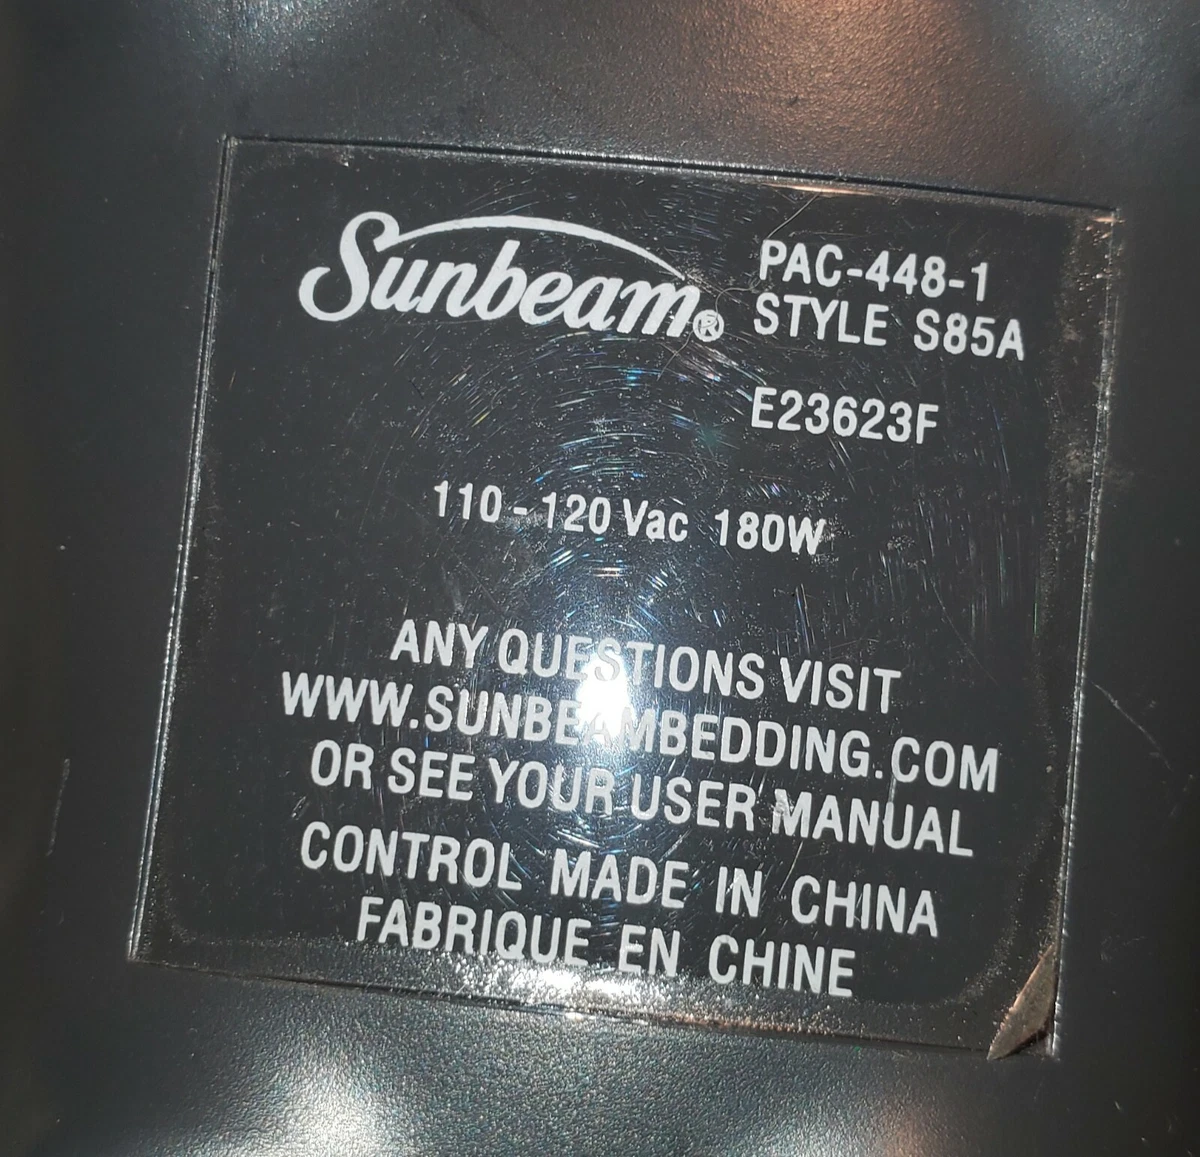 Sunbeam®
PAC-448-1
STYLE S85A
E23623F
110 - 120 Vac 180W
ANY QUESTIONS VISIT
WWW.SUNBEAMBEDDING.COM
OR SEE YOUR USER MANUAL
CONTROL MADE IN CHINA
FABRIQUE EN CHINE